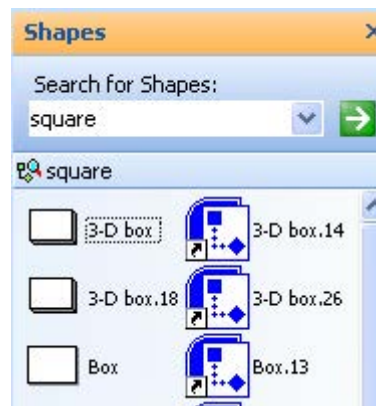 Shapes
Search for Shapes:
square
square
3-D box 3-D box.14
3-D box.18 3-D box.26
Box Box.13